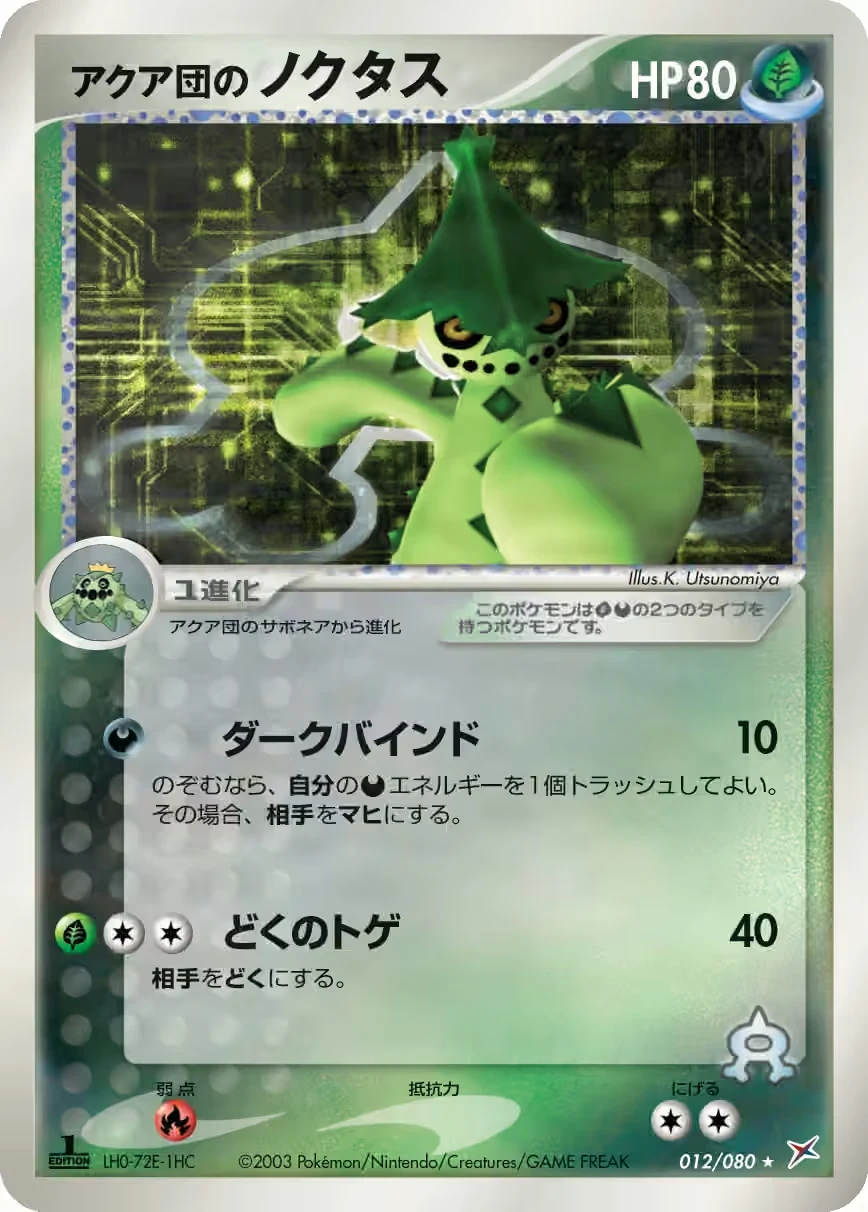 アクア団のノクタス HP80
Illus.K. Utsunomiya
1進化
アクア団のサボネアから進化
このポケモンは の2つのタイプを
持つポケモンです。
ダークバインド 10
のぞむなら、自分の エネルギーを1個トラッシュしてよい。
その場合、相手をマヒにする。
どくのトゲ 40
相手をどくにする。
弱点 抵抗力 にげる
1
EDITION LH0-72E-1HC ©2003 Pokémon/Nintendo/Creatures/GAME FREAK 012/080 ★